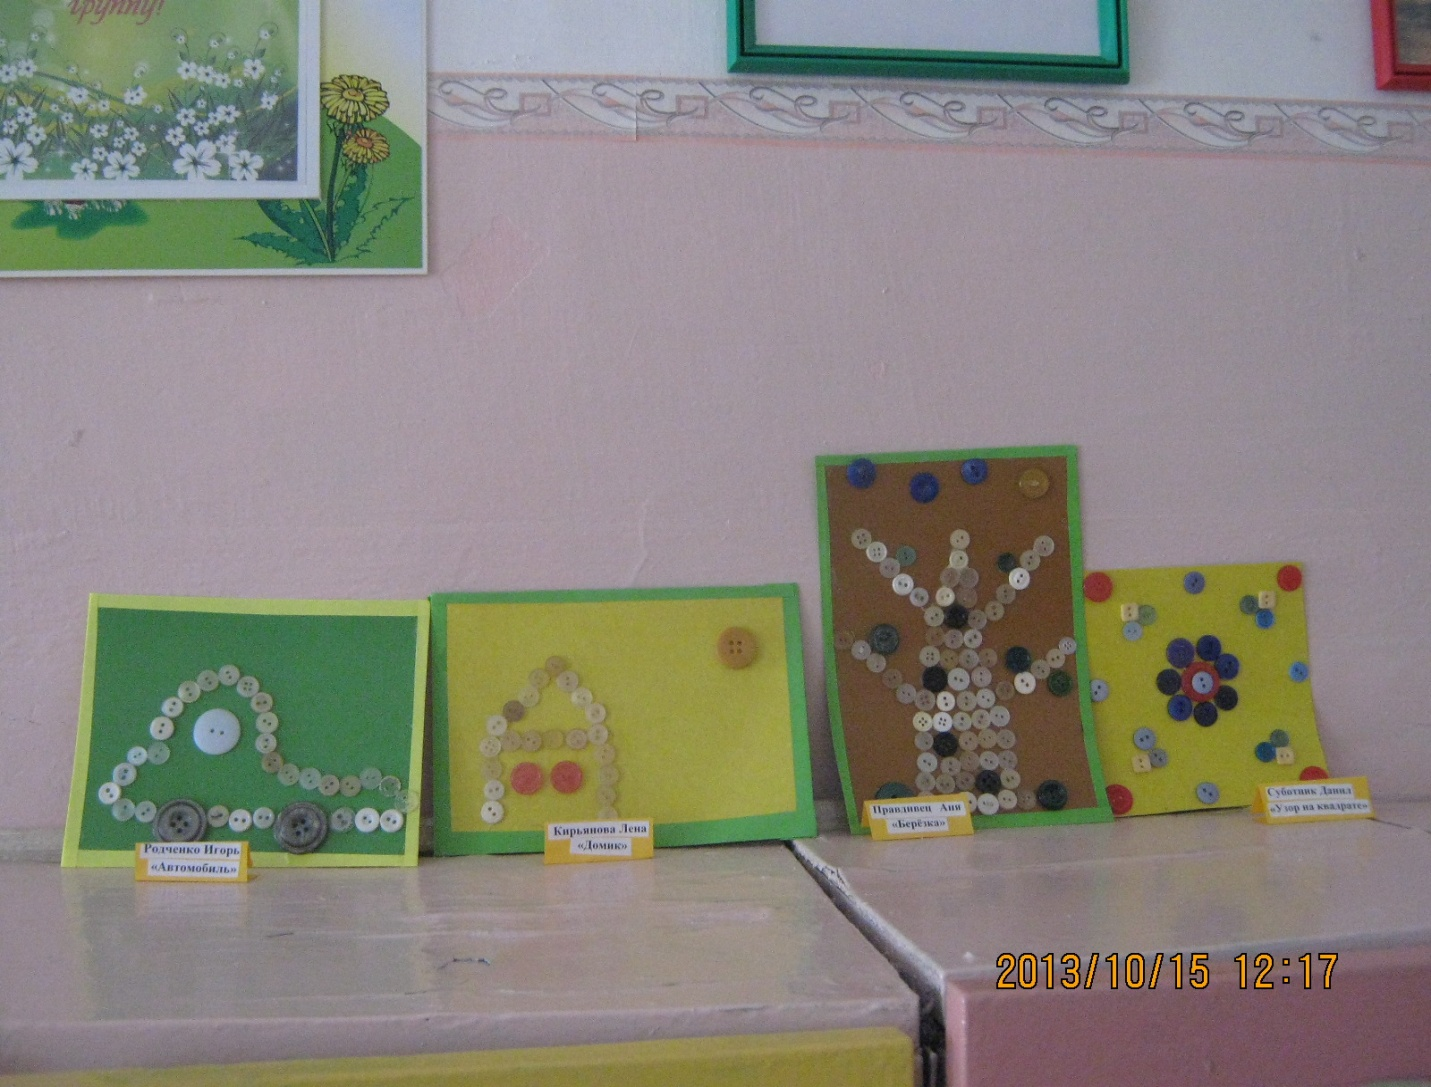 группу!
Родченко Игорь
«Автомобиль»
Кирьянова Лена
«Домик»
Правдивец Аня
«Берёзка»
Суботник Данил
«Узор на квадрате»
2013/10/15 12:17